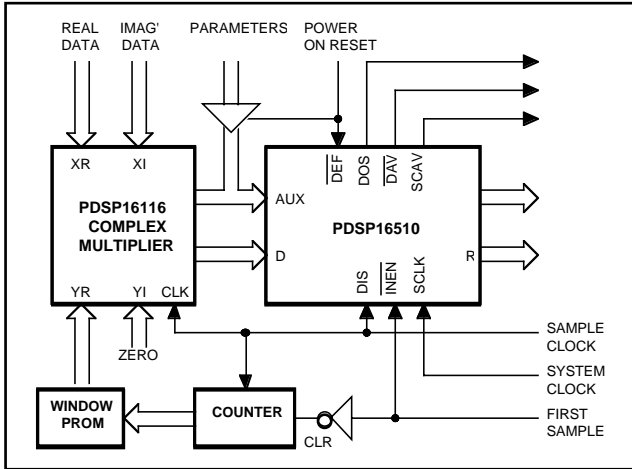 REAL DATA
IMAG' DATA
PARAMETERS
POWER ON RESET
XR
XI
PDSP16116
COMPLEX
MULTIPLIER
YR
YI
CLK
DEF
DOS
DAV
SCAV
AUX
PDSP16510
D
R
DIS
INEN
SCLK
ZERO
SAMPLE
CLOCK
SYSTEM
CLOCK
WINDOW
PROM
COUNTER
CLR
FIRST
SAMPLE